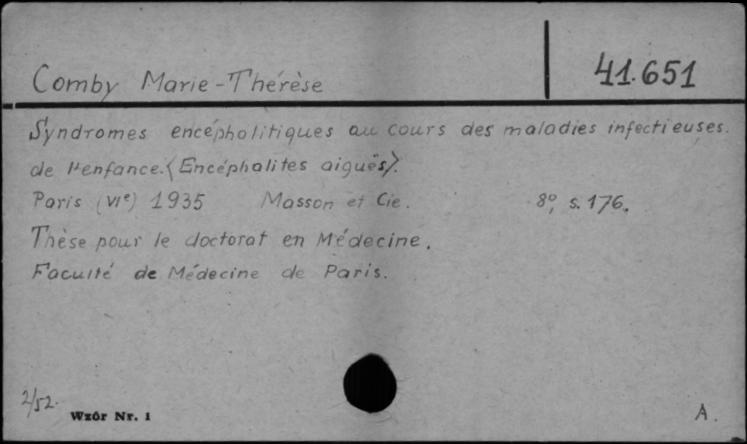 Comby Marie-Thérèse
41.651
Syndromes encépholitiques au cours des maladies infectieuses.
de l'enfance.<Encéphalites aiguës>.
Paris (VIe) 1935 Masson et Cie. 8º, s. 176.
Thèse pour le doctorat en Médecine.
Faculté de Médecine de Paris.
2/52.
Wzór Nr. 1
A.